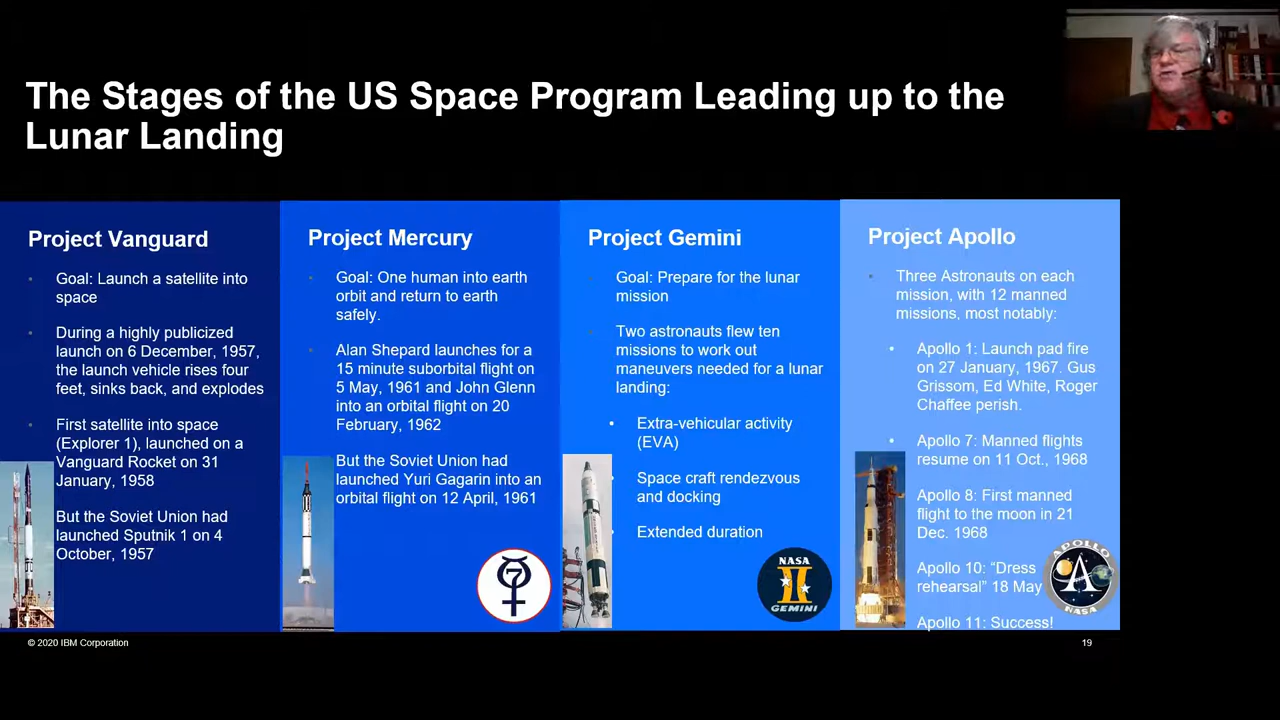 The Stages of the US Space Program Leading up to the
Lunar Landing
Project Vanguard
Goal: Launch a satellite into
space
During a highly publicized
launch on 6 December, 1957,
the launch vehicle rises four
feet, sinks back, and explodes
First satellite into space
(Explorer 1), launched on a
Vanguard Rocket on 31
January, 1958
But the Soviet Union had
launched Sputnik 1 on 4
October, 1957
Project Mercury
Goal: One human into earth
orbit and return to earth
safely.
Alan Shepard launches for a
15 minute suborbital flight on
5 May, 1961 and John Glenn
into an orbital flight on 20
February, 1962
But the Soviet Union had
launched Yuri Gagarin into an
orbital flight on 12 April, 1961
7
Project Gemini
Goal: Prepare for the lunar
mission
Two astronauts flew ten
missions to work out
maneuvers needed for a lunar
landing:
• Extra-vehicular activity
(EVA)
Space craft rendezvous
and docking
Extended duration
NASA
GEMINI
Project Apollo
Three Astronauts on each
mission, with 12 manned
missions, most notably:
• Apollo 1: Launch pad fire
on 27 January, 1967. Gus
Grissom, Ed White, Roger
Chaffee perish.
• Apollo 7: Manned flights
resume on 11 Oct., 1968
Apollo 8: First manned
flight to the moon in 21
Dec. 1968
Apollo 10: “Dress
rehearsal” 18 May
Apollo 11: Success!
APOLLO
A
NASA
© 2020 IBM Corporation
19